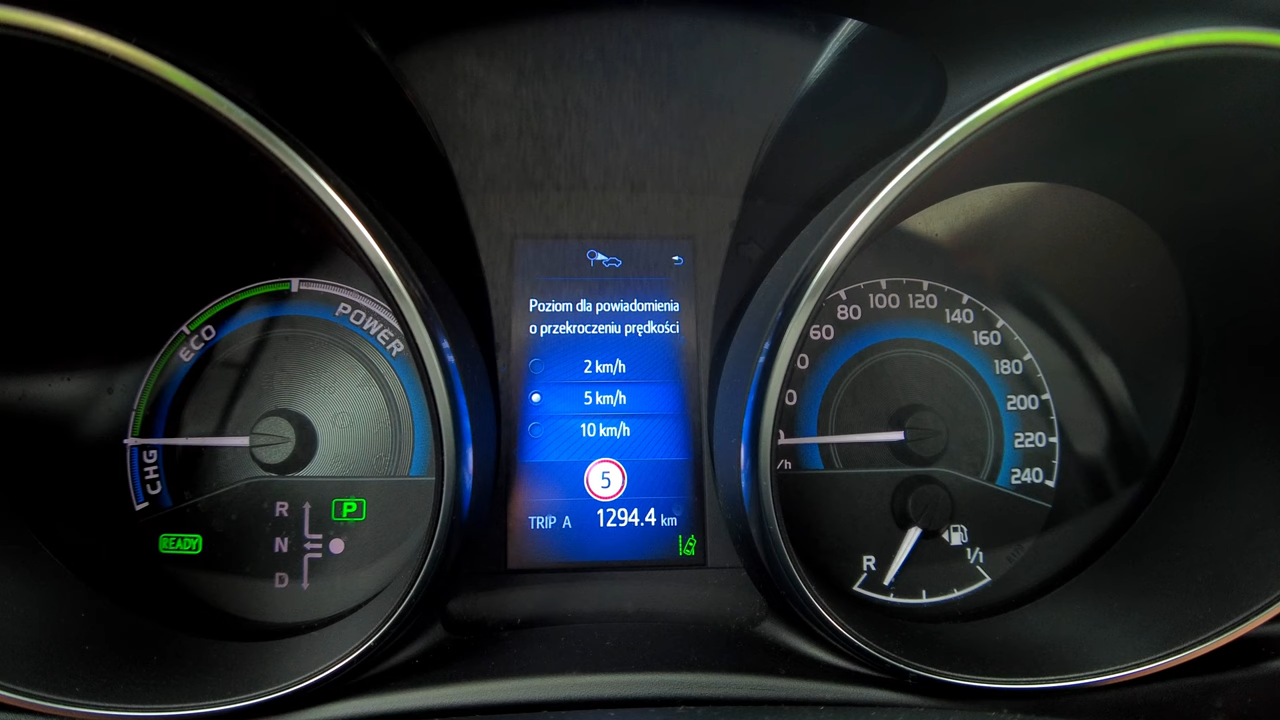 ECO
POWER
CHG
READY
P
R
N
D
Poziom dla powiadomienia
o przekroczeniu prędkości
2 km/h
5 km/h
10 km/h
5
TRIP A 1294.4 km
0
0
60
80
100
120
140
160
180
200
220
240
/h
R
1/1